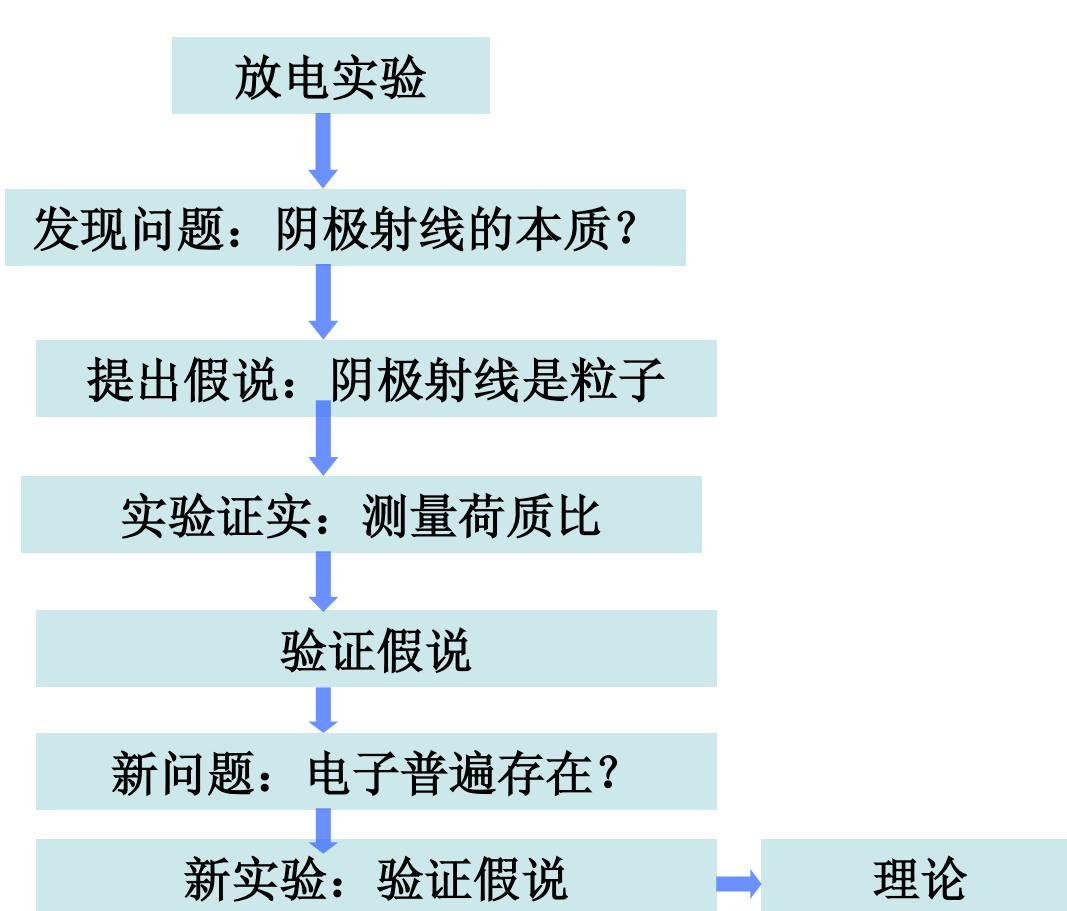 放电实验
发现问题：阴极射线的本质？
提出假说：阴极射线是粒子
实验证实：测量荷质比
验证假说
新问题：电子普遍存在？
新实验：验证假说
理论